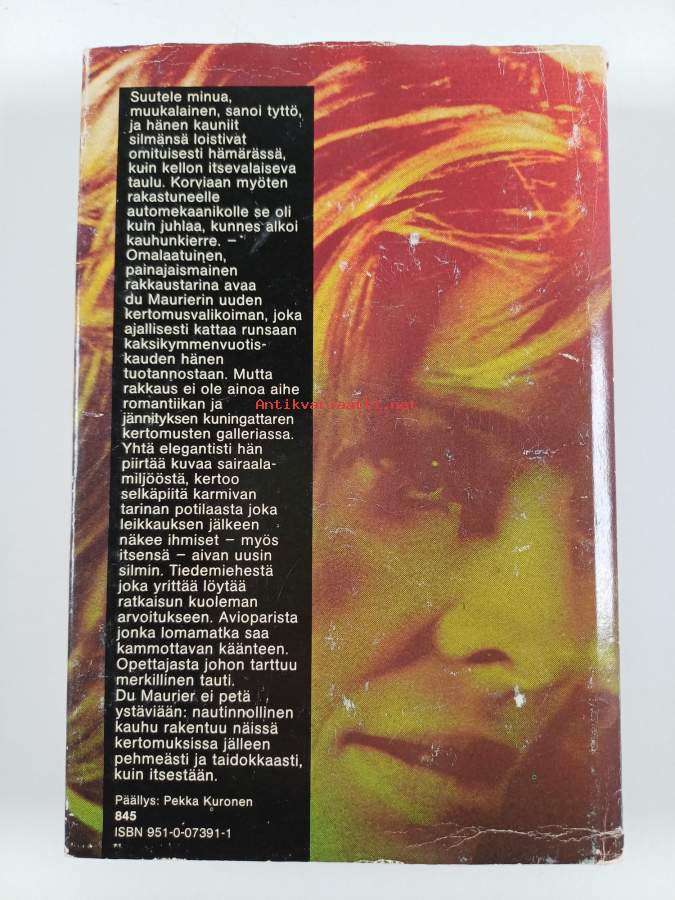 Suutele minua,
muukalainen, sanoi tyttö,
ja hänen kauniit
silmänsä loistivat
omituisesti hämärässä,
kuin kellon itsevalaiseva
taulu. Korviaan myöten
rakastuneelle
automekaanikolle se oli
kuin juhlaa, kunnes alkoi
kauhunkierre. –
Omalaatuinen,
painajaismainen
rakkaustarina avaa
du Maurierin uuden
kertomusvalikoiman, joka
ajallisesti kattaa runsaan
kaksikymmenvuotis-
kauden hänen
tuotannostaan. Mutta
rakkaus ei ole ainoa aihe
romantiikan ja
jännityksen kuningattaren
kertomusten galleriassa.
Yhtä elegantisti hän
piirtää kuvaa sairaala-
miljööstä, kertoo
selkäpiitä karmivan
tarinan potilaasta joka
leikkauksen jälkeen
näkee ihmiset – myös
itsensä – aivan uusin
silmin. Tiedemiehestä
joka yrittää löytää
ratkaisun kuoleman
arvoitukseen. Avioparista
jonka lomamatka saa
kammottavan käänteen.
Opettajasta johon tarttuu
merkillinen tauti.
Du Maurier ei petä
ystäviään: nautinnollinen
kauhu rakentuu näissä
kertomuksissa jälleen
pehmeästi ja taidokkaasti,
kuin itsestään.
Päällys: Pekka Kuronen
845
ISBN 951-0-07391-1
Antikvariaatti.net